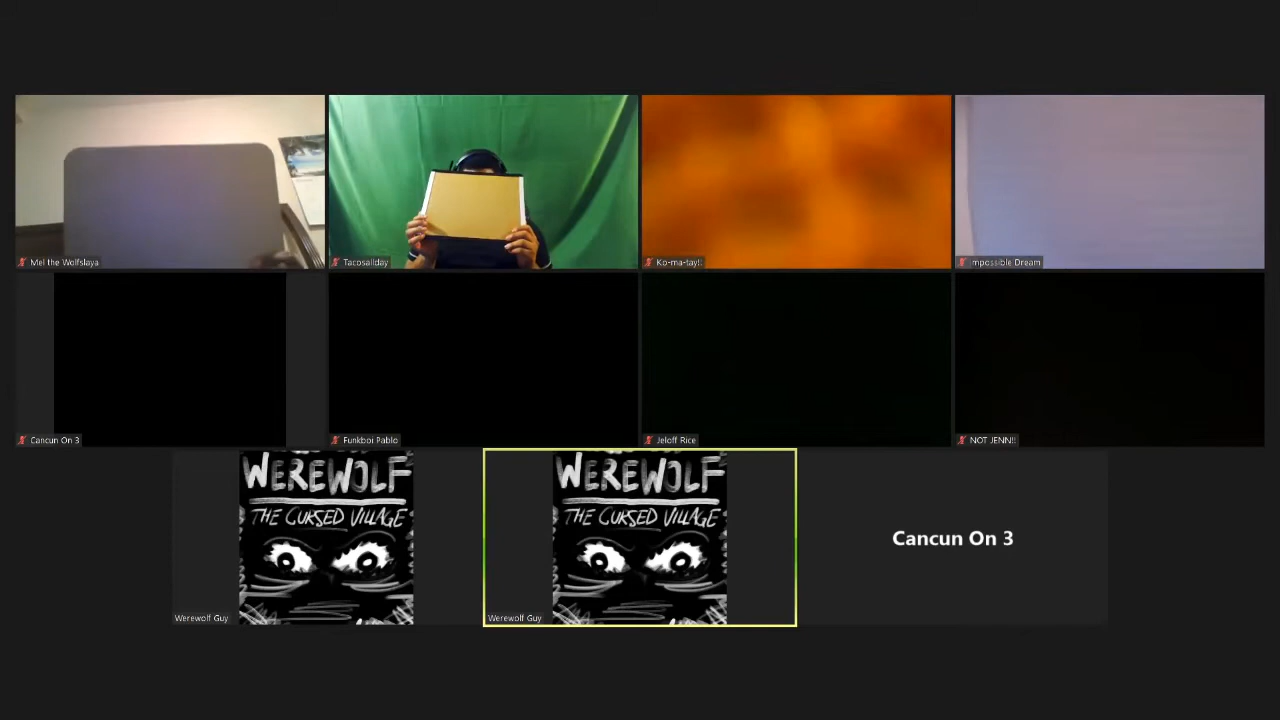 Mel the Wolfslaya
Tacosallday
Ko-ma-tay!!
Impossible Dream
Cancun On 3
Funkboi Pablo
Jeloff Rice
NOT JENN!!
WEREWOLF
THE CURSED VILLAGE
Werewolf Guy
WEREWOLF
THE CURSED VILLAGE
Werewolf Guy
Cancun On 3